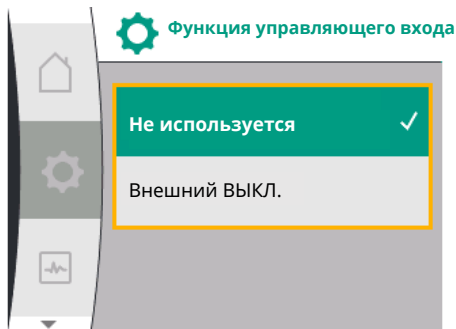 Функция управляющего входа
Не используется
Внешний ВЫКЛ.